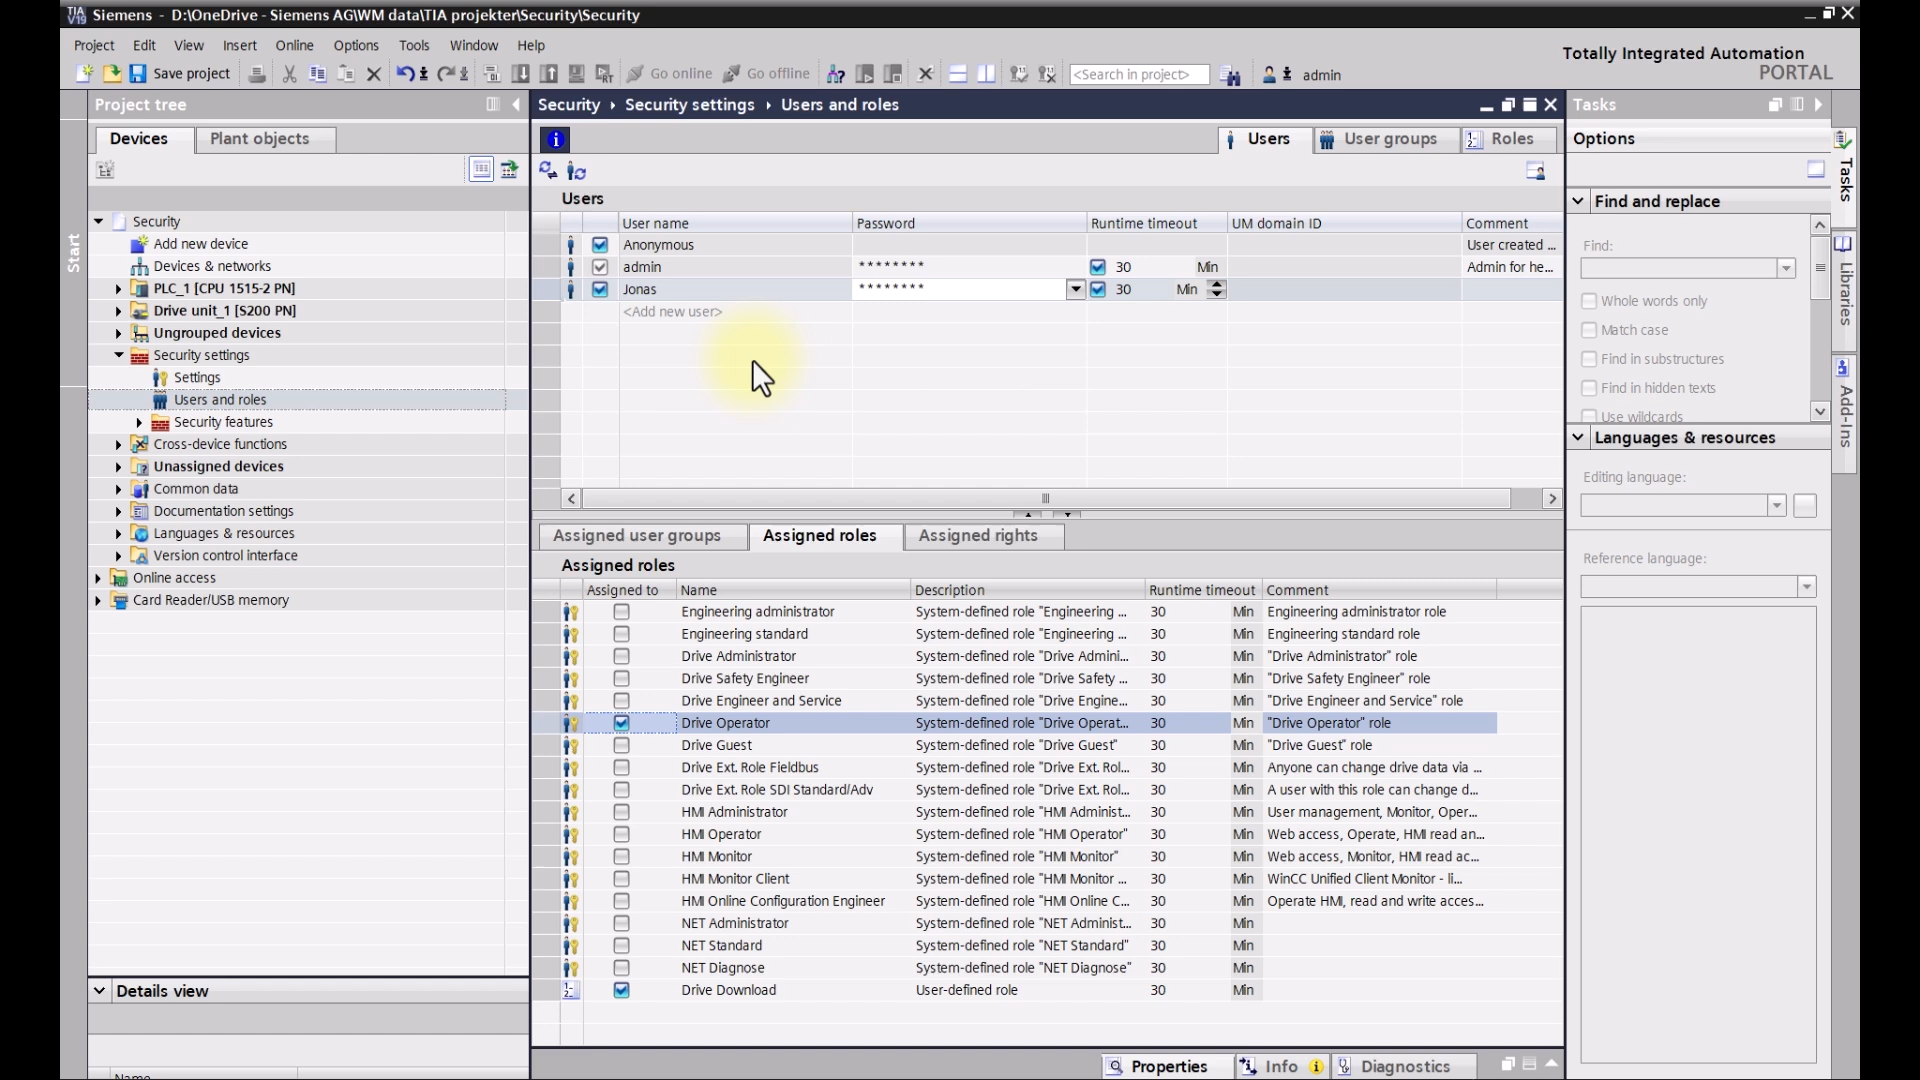 TIA V19 Siemens - D:\OneDrive - Siemens AG\WM data\TIA projekter\Security\Security
Project Edit View Insert Online Options Tools Window Help
Totally Integrated Automation
PORTAL
Save project Go online Go offline <Search in project> admin
Project tree
Devices Plant objects
Start
Security
Add new device
Devices & networks
PLC_1 [CPU 1515-2 PN]
Drive unit_1 [S200 PN]
Ungrouped devices
Security settings
Settings
Users and roles
Security features
Cross-device functions
Unassigned devices
Common data
Documentation settings
Languages & resources
Version control interface
Online access
Card Reader/USB memory
Details view
Name
Security Security settings Users and roles
Users User groups Roles
Users
User name Password Runtime timeout UM domain ID Comment
Anonymous User created ...
admin ******** 30 Min Admin for he...
Jonas ******** 30 Min
<Add new user>
Assigned user groups Assigned roles Assigned rights
Assigned roles
Assigned to Name Description Runtime timeout Comment
Engineering administrator System-defined role "Engineering ... 30 Min Engineering administrator role
Engineering standard System-defined role "Engineering ... 30 Min Engineering standard role
Drive Administrator System-defined role "Drive Admini... 30 Min "Drive Administrator" role
Drive Safety Engineer System-defined role "Drive Safety ... 30 Min "Drive Safety Engineer" role
Drive Engineer and Service System-defined role "Drive Engine... 30 Min "Drive Engineer and Service" role
Drive Operator System-defined role "Drive Operat... 30 Min "Drive Operator" role
Drive Guest System-defined role "Drive Guest" 30 Min "Drive Guest" role
Drive Ext. Role Fieldbus System-defined role "Drive Ext. Rol... 30 Min Anyone can change drive data via ...
Drive Ext. Role SDI Standard/Adv System-defined role "Drive Ext. Rol... 30 Min A user with this role can change d...
HMI Administrator System-defined role "HMI Administ... 30 Min User management, Monitor, Oper...
HMI Operator System-defined role "HMI Operator" 30 Min Web access, Operate, HMI read an...
HMI Monitor System-defined role "HMI Monitor" 30 Min Web access, Monitor, HMI read ac...
HMI Monitor Client System-defined role "HMI Monitor ... 30 Min WinCC Unified Client Monitor - li...
HMI Online Configuration Engineer System-defined role "HMI Online C... 30 Min Operate HMI, read and write acces...
NET Administrator System-defined role "NET Administ... 30 Min
NET Standard System-defined role "NET Standard" 30 Min
NET Diagnose System-defined role "NET Diagnose" 30 Min
Drive Download User-defined role 30 Min
Properties Info Diagnostics
Tasks
Options
Find and replace
Find:
Whole words only
Match case
Find in substructures
Find in hidden texts
Use wildcards
Languages & resources
Editing language:
Reference language:
Tasks
Libraries
Add-Ins